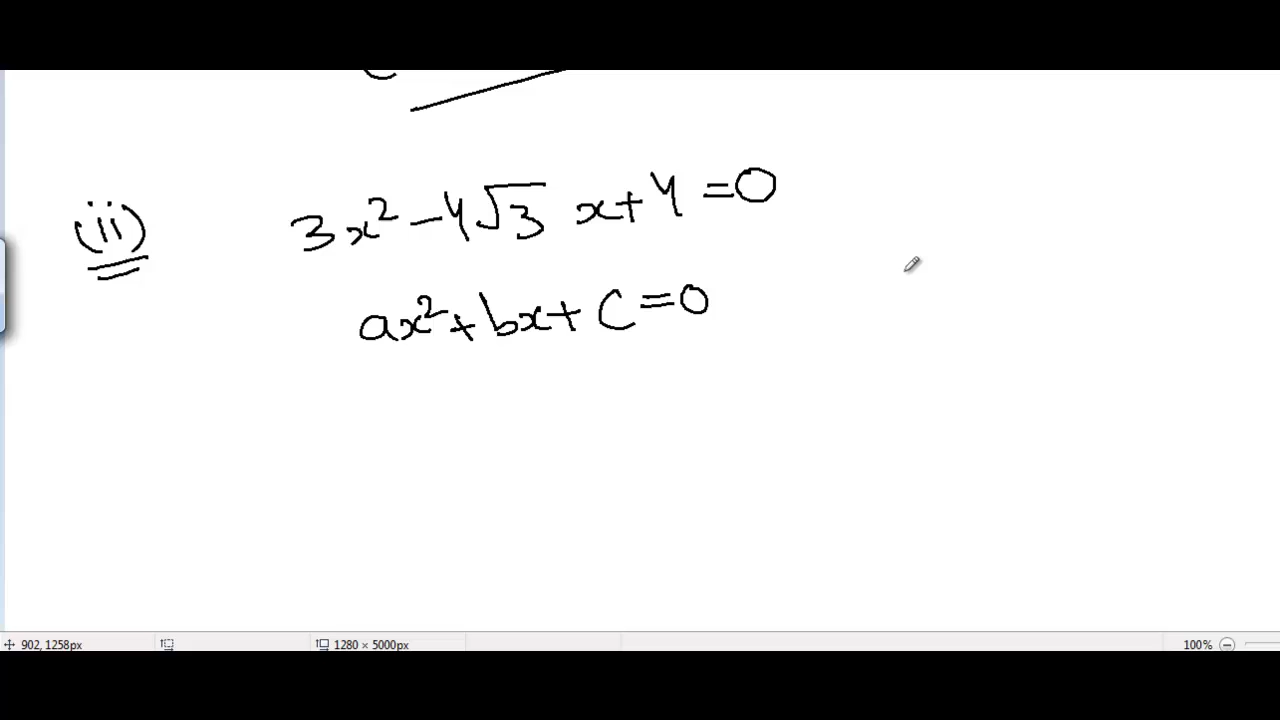 (ii) 3x² - 4√3 x + 4 = 0
ax² + bx + c = 0
902, 1258px 1280 × 5000px 100%